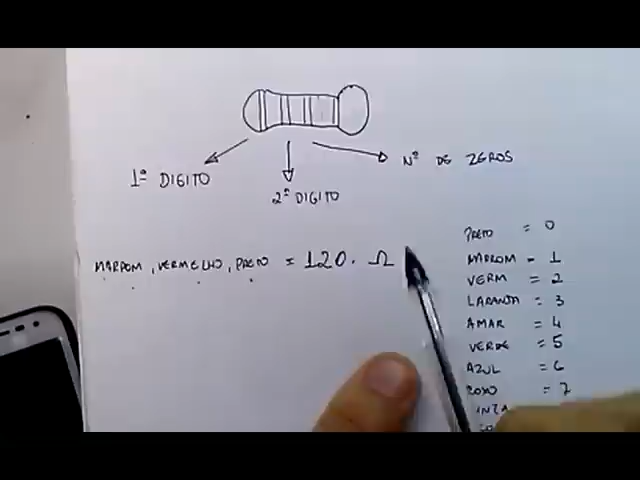 1º DIGITO
2º DIGITO
Nº DE ZEROS
MARROM, VERMELHO, PRETO = 120. Ω
PRETO = 0
MARROM = 1
VERM = 2
LARANJA = 3
AMAR = 4
VERDE = 5
AZUL = 6
ROXO = 7